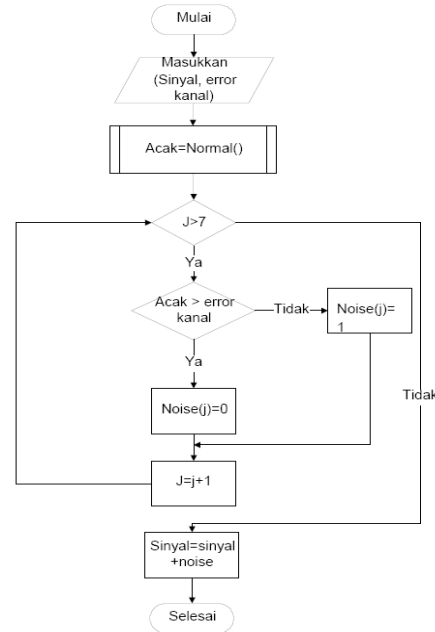 Mulai
Masukkan
(Sinyal, error
kanal)
Acak=Normal()
J>7
Ya
Acak > error
kanal
Tidak
Noise(j)=
1
Ya
Tidak
Noise(j)=0
J=j+1
Sinyal=sinyal
+noise
Selesai